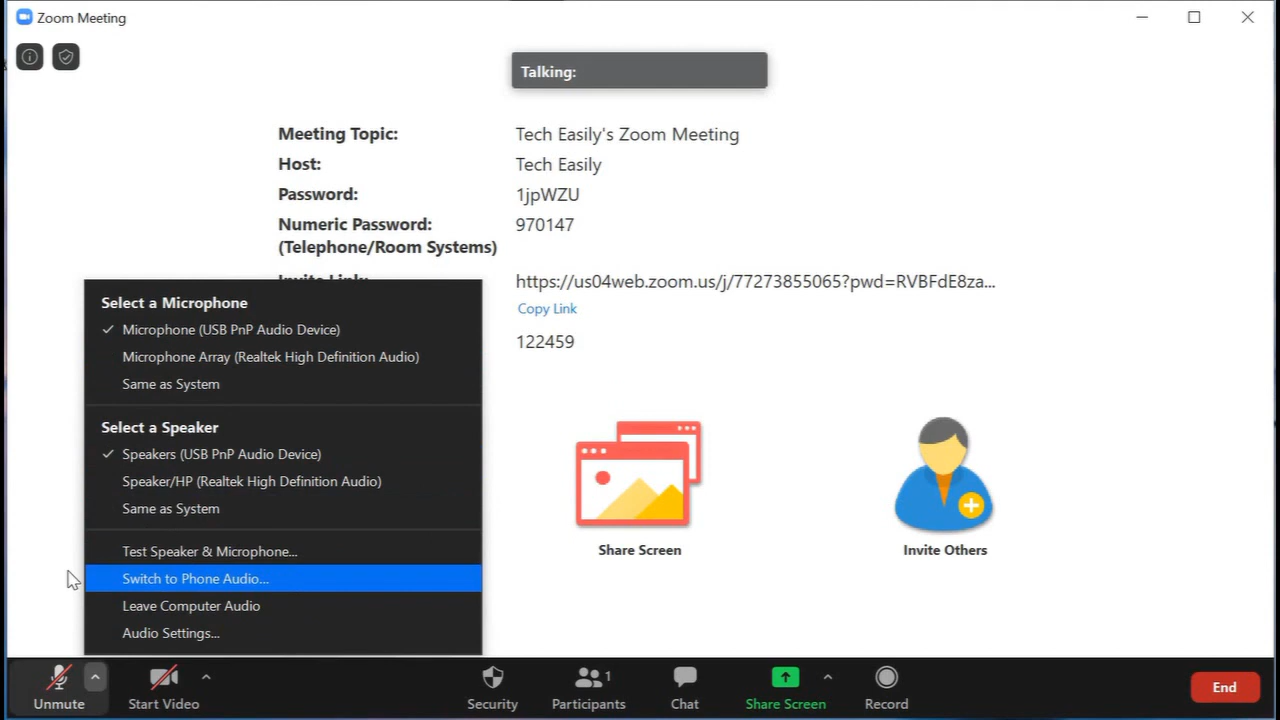 Zoom Meeting
Talking:
Meeting Topic: Tech Easily's Zoom Meeting
Host: Tech Easily
Password: 1jpWZU
Numeric Password: 970147
(Telephone/Room Systems)
Invite Link: https://us04web.zoom.us/j/77273855065?pwd=RVBFdE8za...
Copy Link
122459
Select a Microphone
✓ Microphone (USB PnP Audio Device)
Microphone Array (Realtek High Definition Audio)
Same as System
Select a Speaker
✓ Speakers (USB PnP Audio Device)
Speaker/HP (Realtek High Definition Audio)
Same as System
Test Speaker & Microphone...
Switch to Phone Audio...
Leave Computer Audio
Audio Settings...
Share Screen
Invite Others
Unmute
Start Video
Security
Participants 1
Chat
Share Screen
Record
End